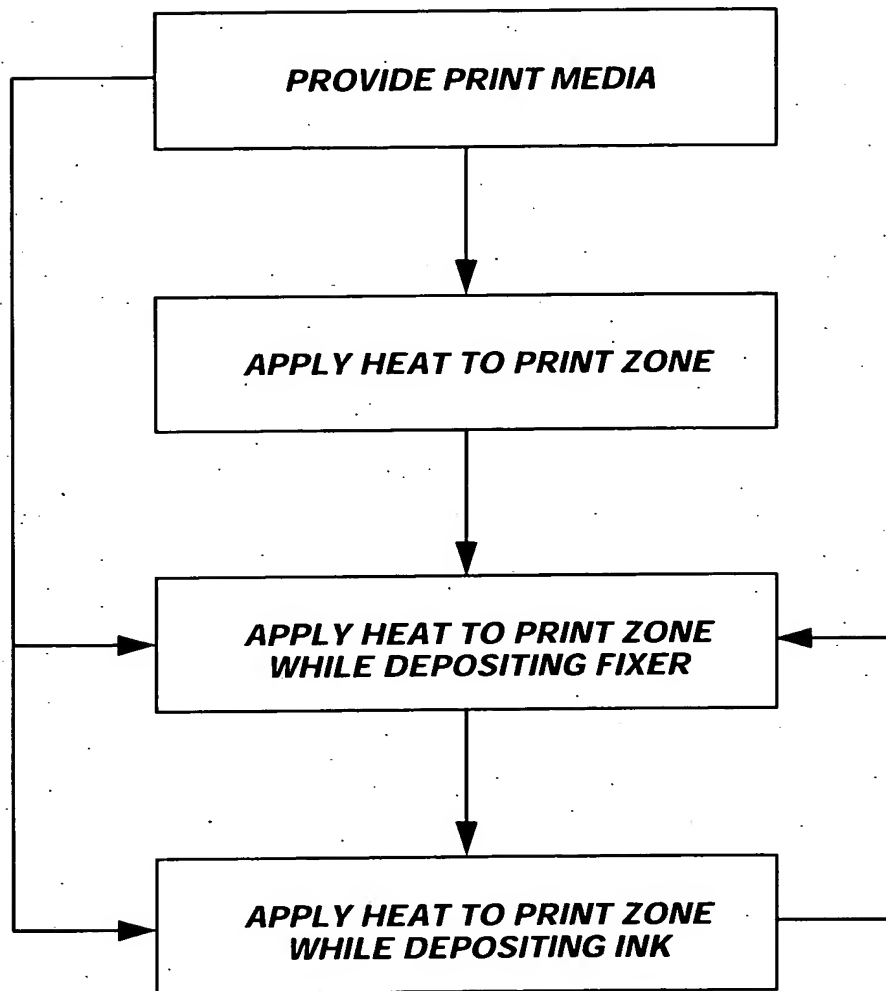 PROVIDE PRINT MEDIA
APPLY HEAT TO PRINT ZONE
APPLY HEAT TO PRINT ZONE
WHILE DEPOSITING FIXER
APPLY HEAT TO PRINT ZONE
WHILE DEPOSITING INK